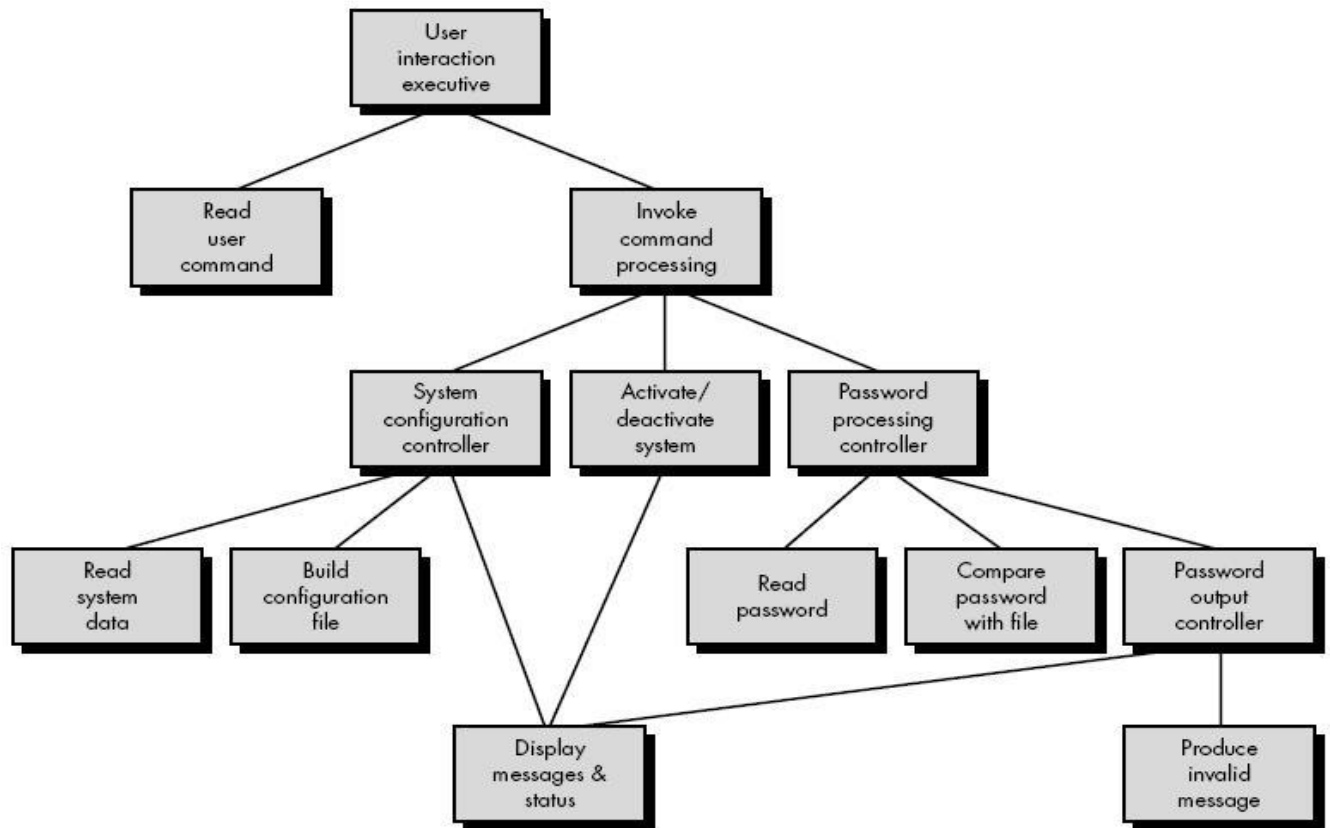 User
interaction
executive
Read
user
command
Invoke
command
processing
System
configuration
controller
Activate/
deactivate
system
Password
processing
controller
Read
system
data
Build
configuration
file
Read
password
Compare
password
with file
Password
output
controller
Display
messages &
status
Produce
invalid
message